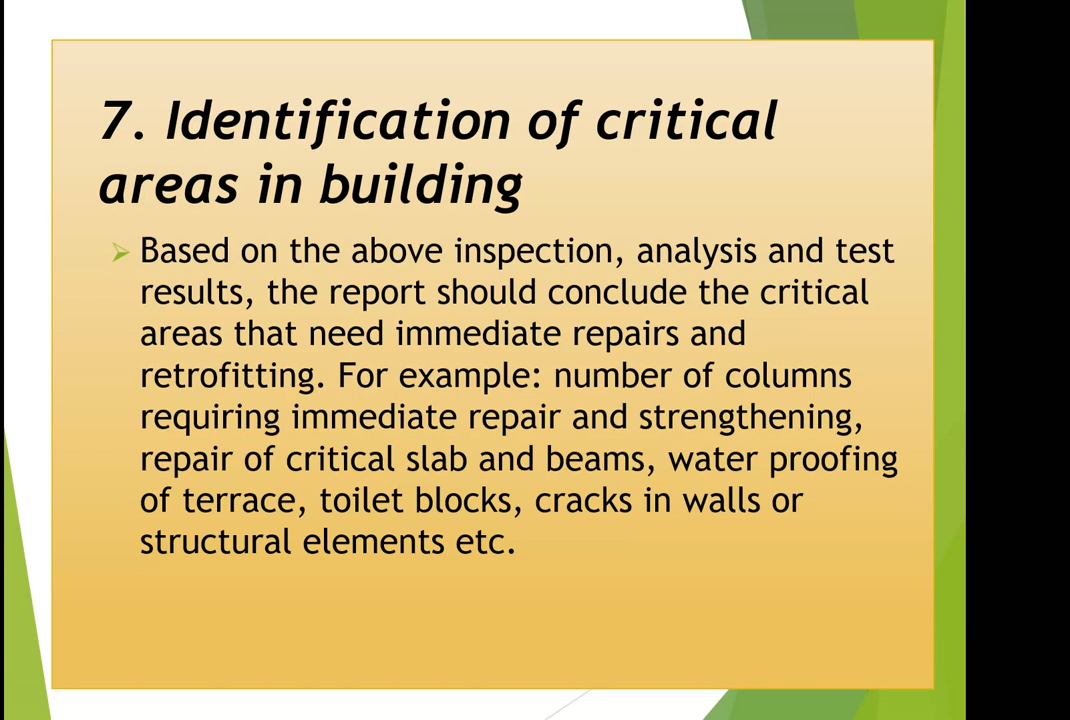 7. Identification of critical
areas in building
Based on the above inspection, analysis and test
results, the report should conclude the critical
areas that need immediate repairs and
retrofitting. For example: number of columns
requiring immediate repair and strengthening,
repair of critical slab and beams, water proofing
of terrace, toilet blocks, cracks in walls or
structural elements etc.